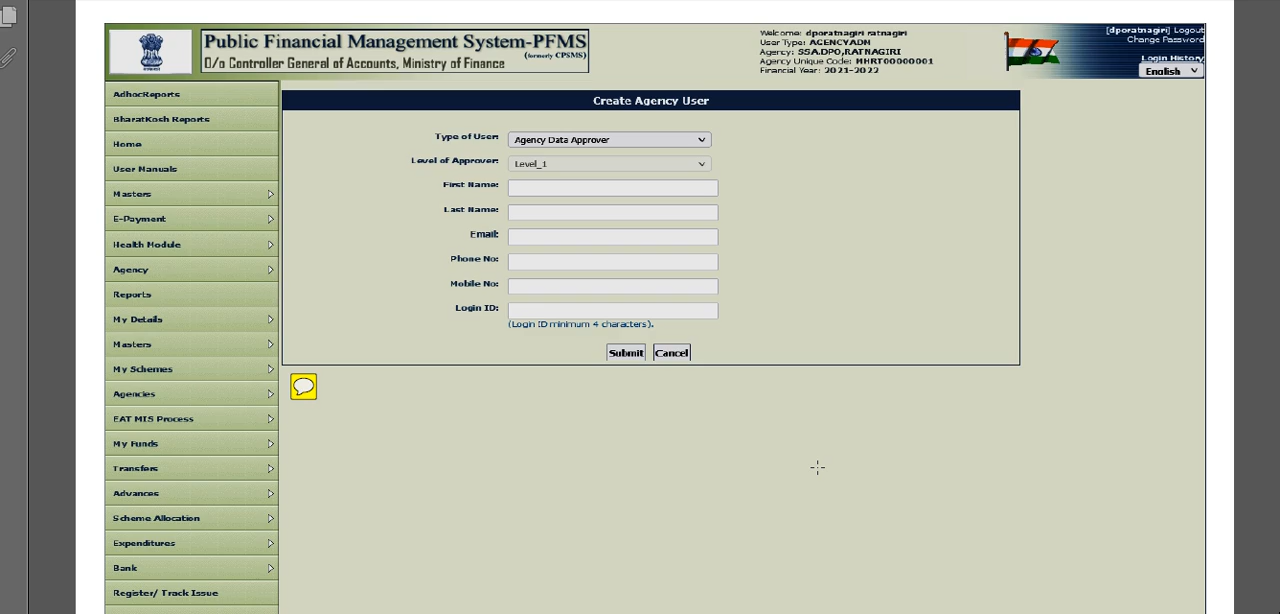 Public Financial Management System-PFMS
(formerly CPSMS)
O/o Controller General of Accounts, Ministry of Finance
Welcome: dporatnagiri ratnagiri
User Type: AGENCYADN
Agency: SSA,DPO,RATNAGIRI
Agency Unique Code: MHRT00000001
Financial Year: 2021-2022
[dporatnagiri] Logout
Change Password
Login History
English
AdhocReports
BharatKosh Reports
Home
User Manuals
Masters
E-Payment
Health Module
Agency
Reports
My Details
Masters
My Schemes
Agencies
EAT MIS Process
My Funds
Transfers
Advances
Scheme Allocation
Expenditures
Bank
Register/ Track Issue
Create Agency User
Type of User: Agency Data Approver
Level of Approver: Level_1
First Name:
Last Name:
Email:
Phone No:
Mobile No:
Login ID:
(Login ID minimum 4 characters).
Submit Cancel